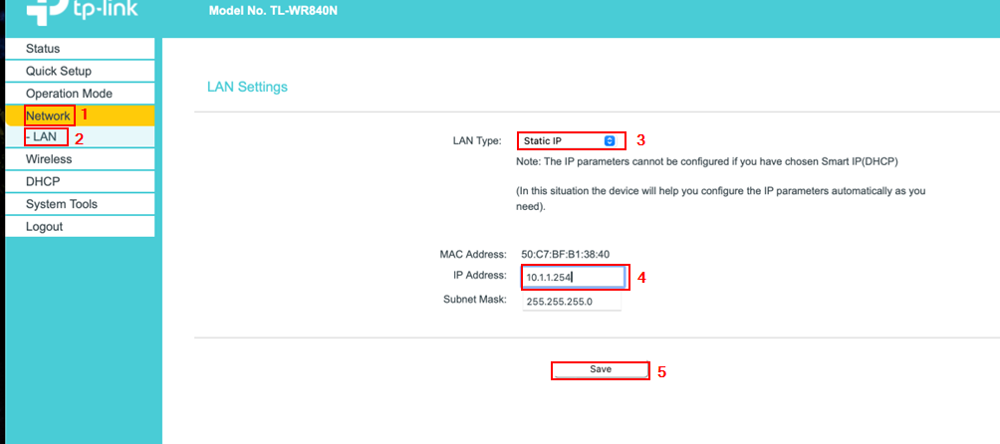 tp-link
Model No. TL-WR840N
Status
Quick Setup
Operation Mode
Network 1
- LAN 2
Wireless
DHCP
System Tools
Logout
LAN Settings
LAN Type: Static IP 3
Note: The IP parameters cannot be configured if you have chosen Smart IP(DHCP)
(In this situation the device will help you configure the IP parameters automatically as you
need).
MAC Address: 50:C7:BF:B1:38:40
IP Address: 10.1.1.254 4
Subnet Mask: 255.255.255.0
Save 5